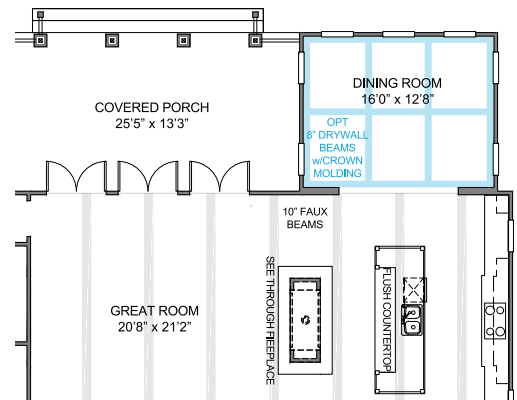 DINING ROOM
16'0" x 12'8"
COVERED PORCH
25'5" x 13'3"
OPT
8" DRYWALL
BEAMS
w/CROWN
MOLDING
10" FAUX
BEAMS
SEE THROUGH FIREPLACE
FLUSH COUNTERTOP
GREAT ROOM
20'8" x 21'2"